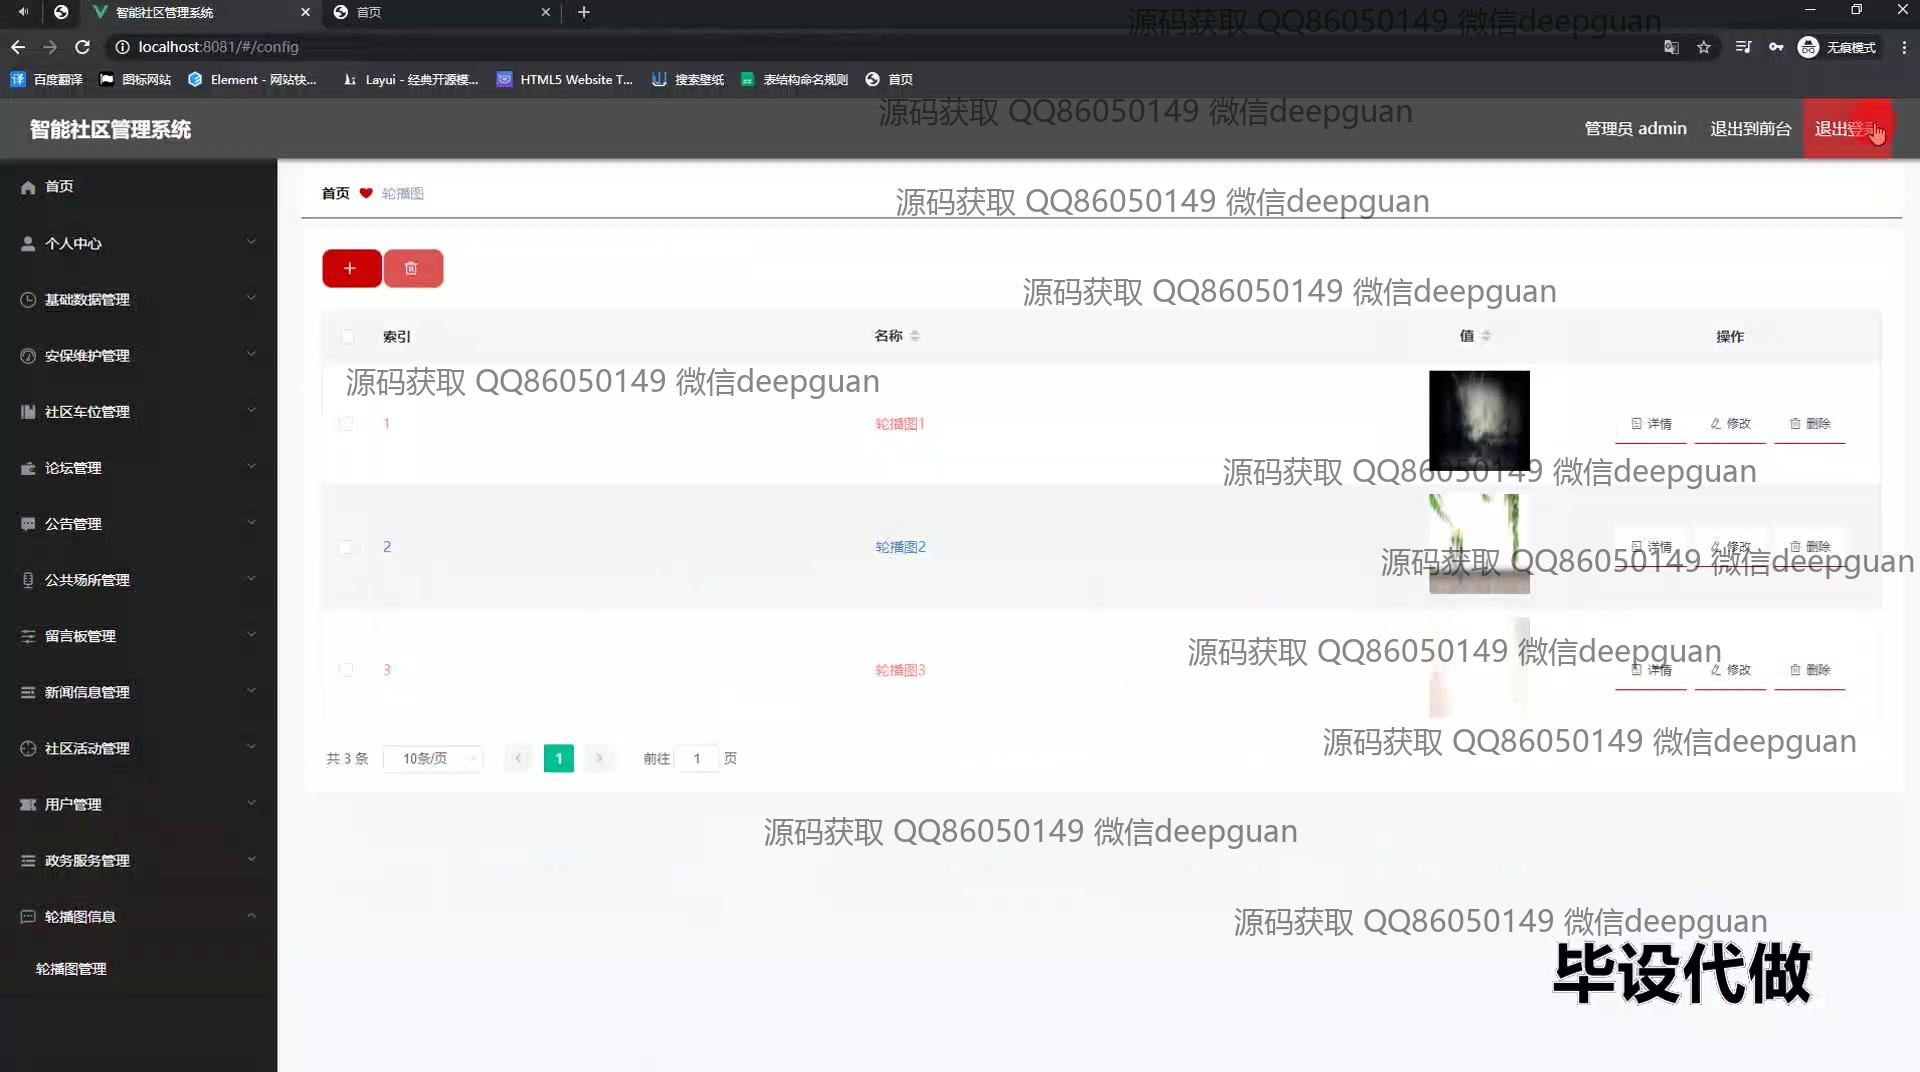 智能社区管理系统
首页
localhost:8081/#/config
无痕模式
百度翻译
图标网站
Element - 网站快...
Layui - 经典开源模...
HTML5 Website T...
搜索壁纸
表结构命名规则
首页
源码获取 QQ86050149 微信deepguan
源码获取 QQ86050149 微信deepguan
智能社区管理系统
管理员 admin
退出到前台
退出登录
首页
个人中心
基础数据管理
安保维护管理
社区车位管理
论坛管理
公告管理
公共场所管理
留言板管理
新闻信息管理
社区活动管理
用户管理
政务服务管理
轮播图信息
轮播图管理
首页 轮播图
源码获取 QQ86050149 微信deepguan
源码获取 QQ86050149 微信deepguan
索引 名称 值 操作
源码获取 QQ86050149 微信deepguan
1 轮播图1 详情 修改 删除
源码获取 QQ86050149 微信deepguan
2 轮播图2 详情 修改 删除
源码获取 QQ86050149 微信deepguan
源码获取 QQ86050149 微信deepguan
3 轮播图3 详情 修改 删除
源码获取 QQ86050149 微信deepguan
共 3 条 10条/页 1 前往 1 页
源码获取 QQ86050149 微信deepguan
源码获取 QQ86050149 微信deepguan
毕设代做